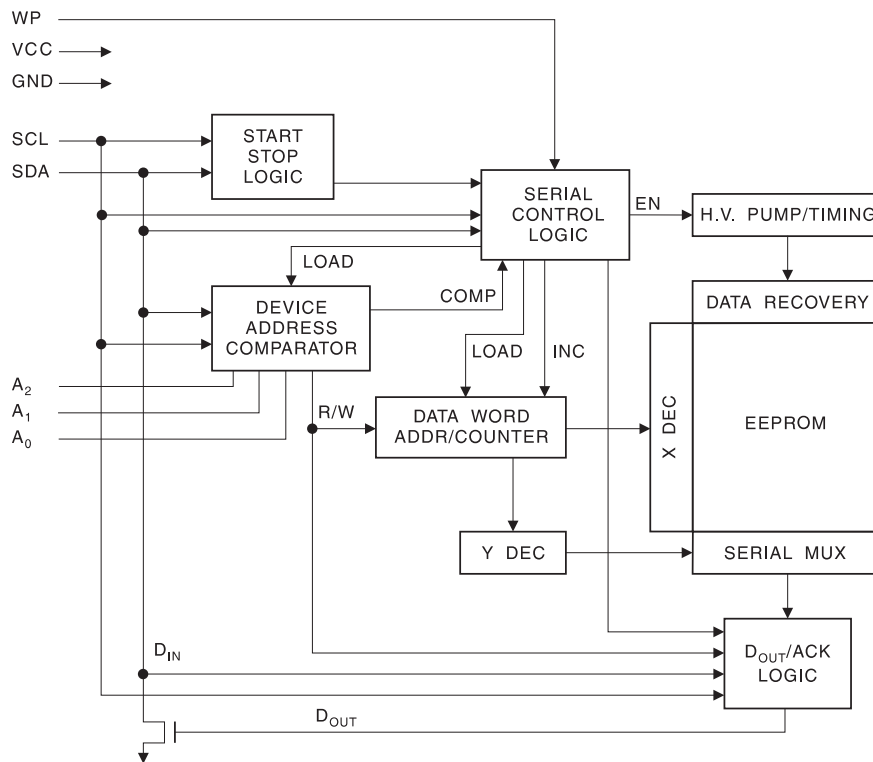 WP
VCC
GND
SCL
SDA
START
STOP
LOGIC
SERIAL
CONTROL
LOGIC
EN
H.V. PUMP/TIMING
LOAD
COMP
DATA RECOVERY
DEVICE
ADDRESS
COMPARATOR
LOAD
INC
A2
A1
A0
R/W
DATA WORD
ADDR/COUNTER
X DEC
EEPROM
Y DEC
SERIAL MUX
DIN
DOUT/ACK
LOGIC
DOUT